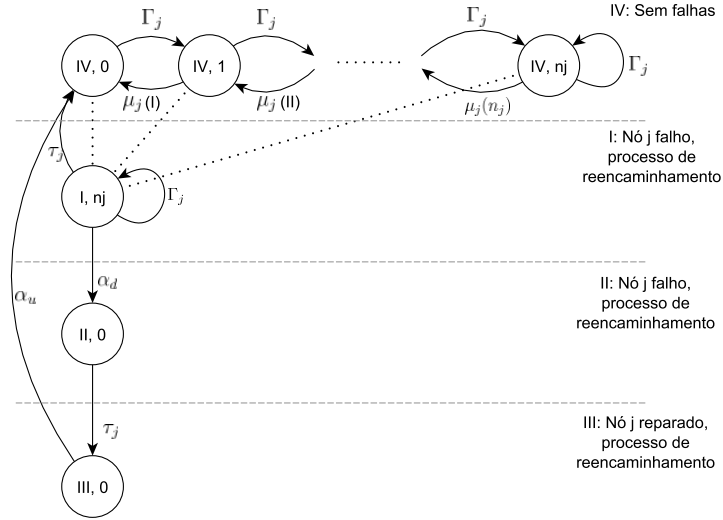 IV: Sem falhas
Γj
Γj
Γj
IV, 0
IV, 1
IV, nj
Γj
μj (I)
μj (II)
μj(nj)
I: Nó j falho,
processo de
reencaminhamento
τj
I, nj
Γj
αu
αd
II: Nó j falho,
processo de
reencaminhamento
II, 0
τj
III: Nó j reparado,
processo de
reencaminhamento
III, 0